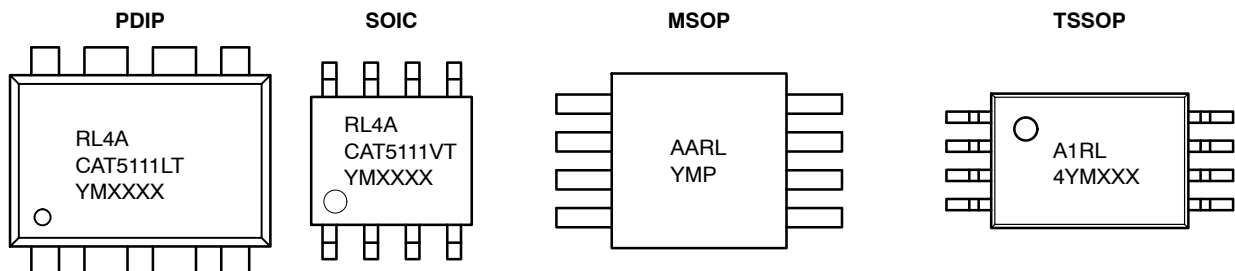 PDIP
RL4A
CAT5111LT
YMXXXX
SOIC
RL4A
CAT5111VT
YMXXXX
MSOP
AARL
YMP
TSSOP
A1RL
4YMXXX